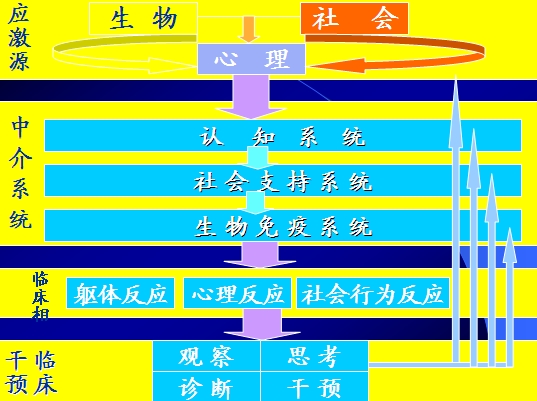 应激源
生物
社会
心理
中介系统
认知系统
社会支持系统
生物免疫系统
临床相
躯体反应
心理反应
社会行为反应
临床干预
观察
思考
诊断
干预